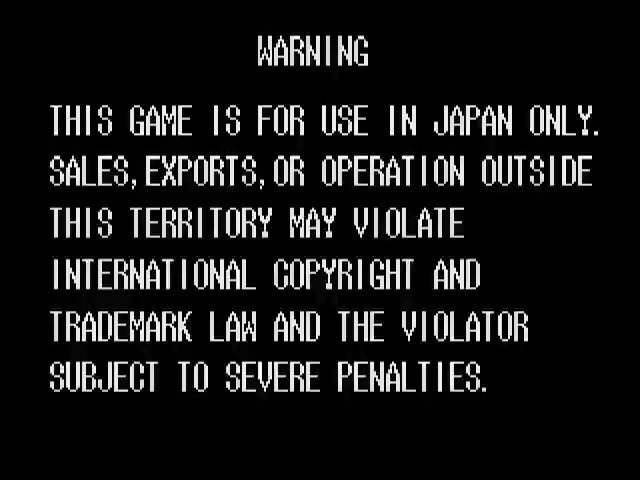 WARNING
THIS GAME IS FOR USE IN JAPAN ONLY.
SALES, EXPORTS, OR OPERATION OUTSIDE
THIS TERRITORY MAY VIOLATE
INTERNATIONAL COPYRIGHT AND
TRADEMARK LAW AND THE VIOLATOR
SUBJECT TO SEVERE PENALTIES.